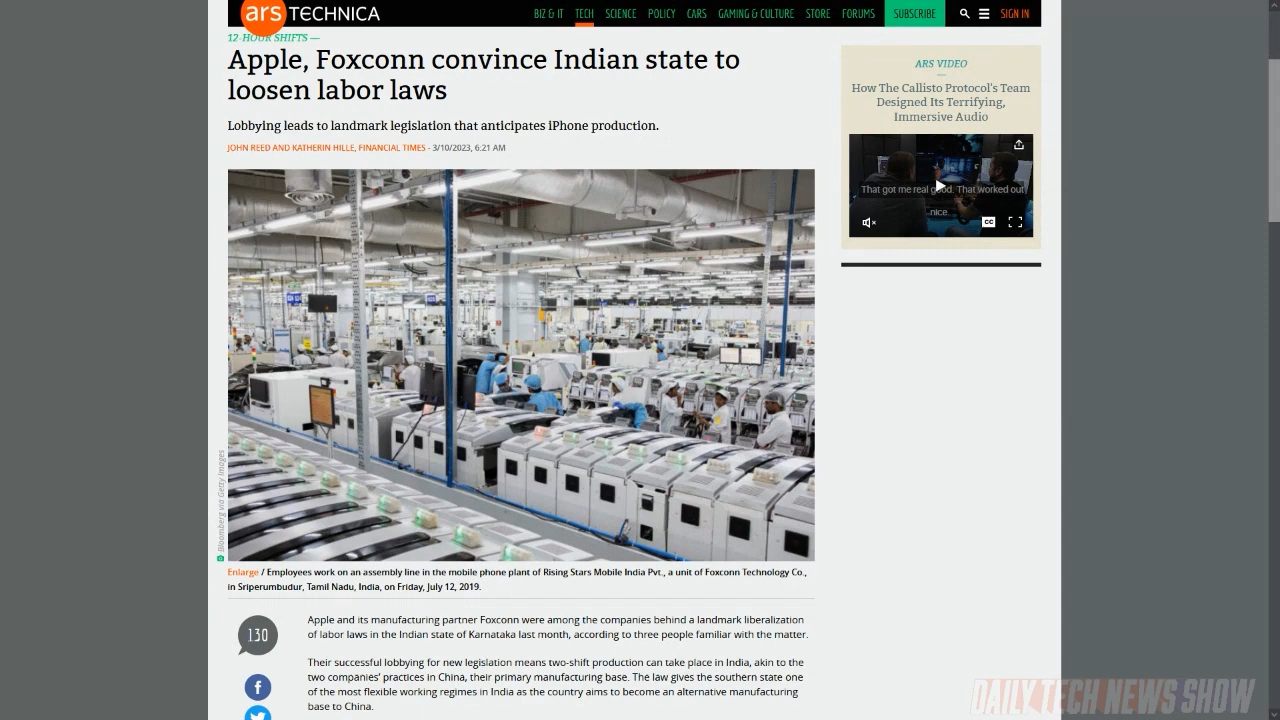 ars TECHNICA
BIZ & IT TECH SCIENCE POLICY CARS GAMING & CULTURE STORE FORUMS SUBSCRIBE SIGN IN
12-HOUR SHIFTS —
Apple, Foxconn convince Indian state to
loosen labor laws
Lobbying leads to landmark legislation that anticipates iPhone production.
JOHN REED AND KATHERIN HILLE, FINANCIAL TIMES - 3/10/2023, 6:21 AM
Bloomberg via Getty Images
Enlarge / Employees work on an assembly line in the mobile phone plant of Rising Stars Mobile India Pvt., a unit of Foxconn Technology Co.,
in Sriperumbudur, Tamil Nadu, India, on Friday, July 12, 2019.
130
Apple and its manufacturing partner Foxconn were among the companies behind a landmark liberalization
of labor laws in the Indian state of Karnataka last month, according to three people familiar with the matter.
Their successful lobbying for new legislation means two-shift production can take place in India, akin to the
two companies' practices in China, their primary manufacturing base. The law gives the southern state one
of the most flexible working regimes in India as the country aims to become an alternative manufacturing
base to China.
ARS VIDEO
How The Callisto Protocol's Team
Designed Its Terrifying,
Immersive Audio
That got me real good. That worked out
nice.
CC
DAILY TECH NEWS SHOW